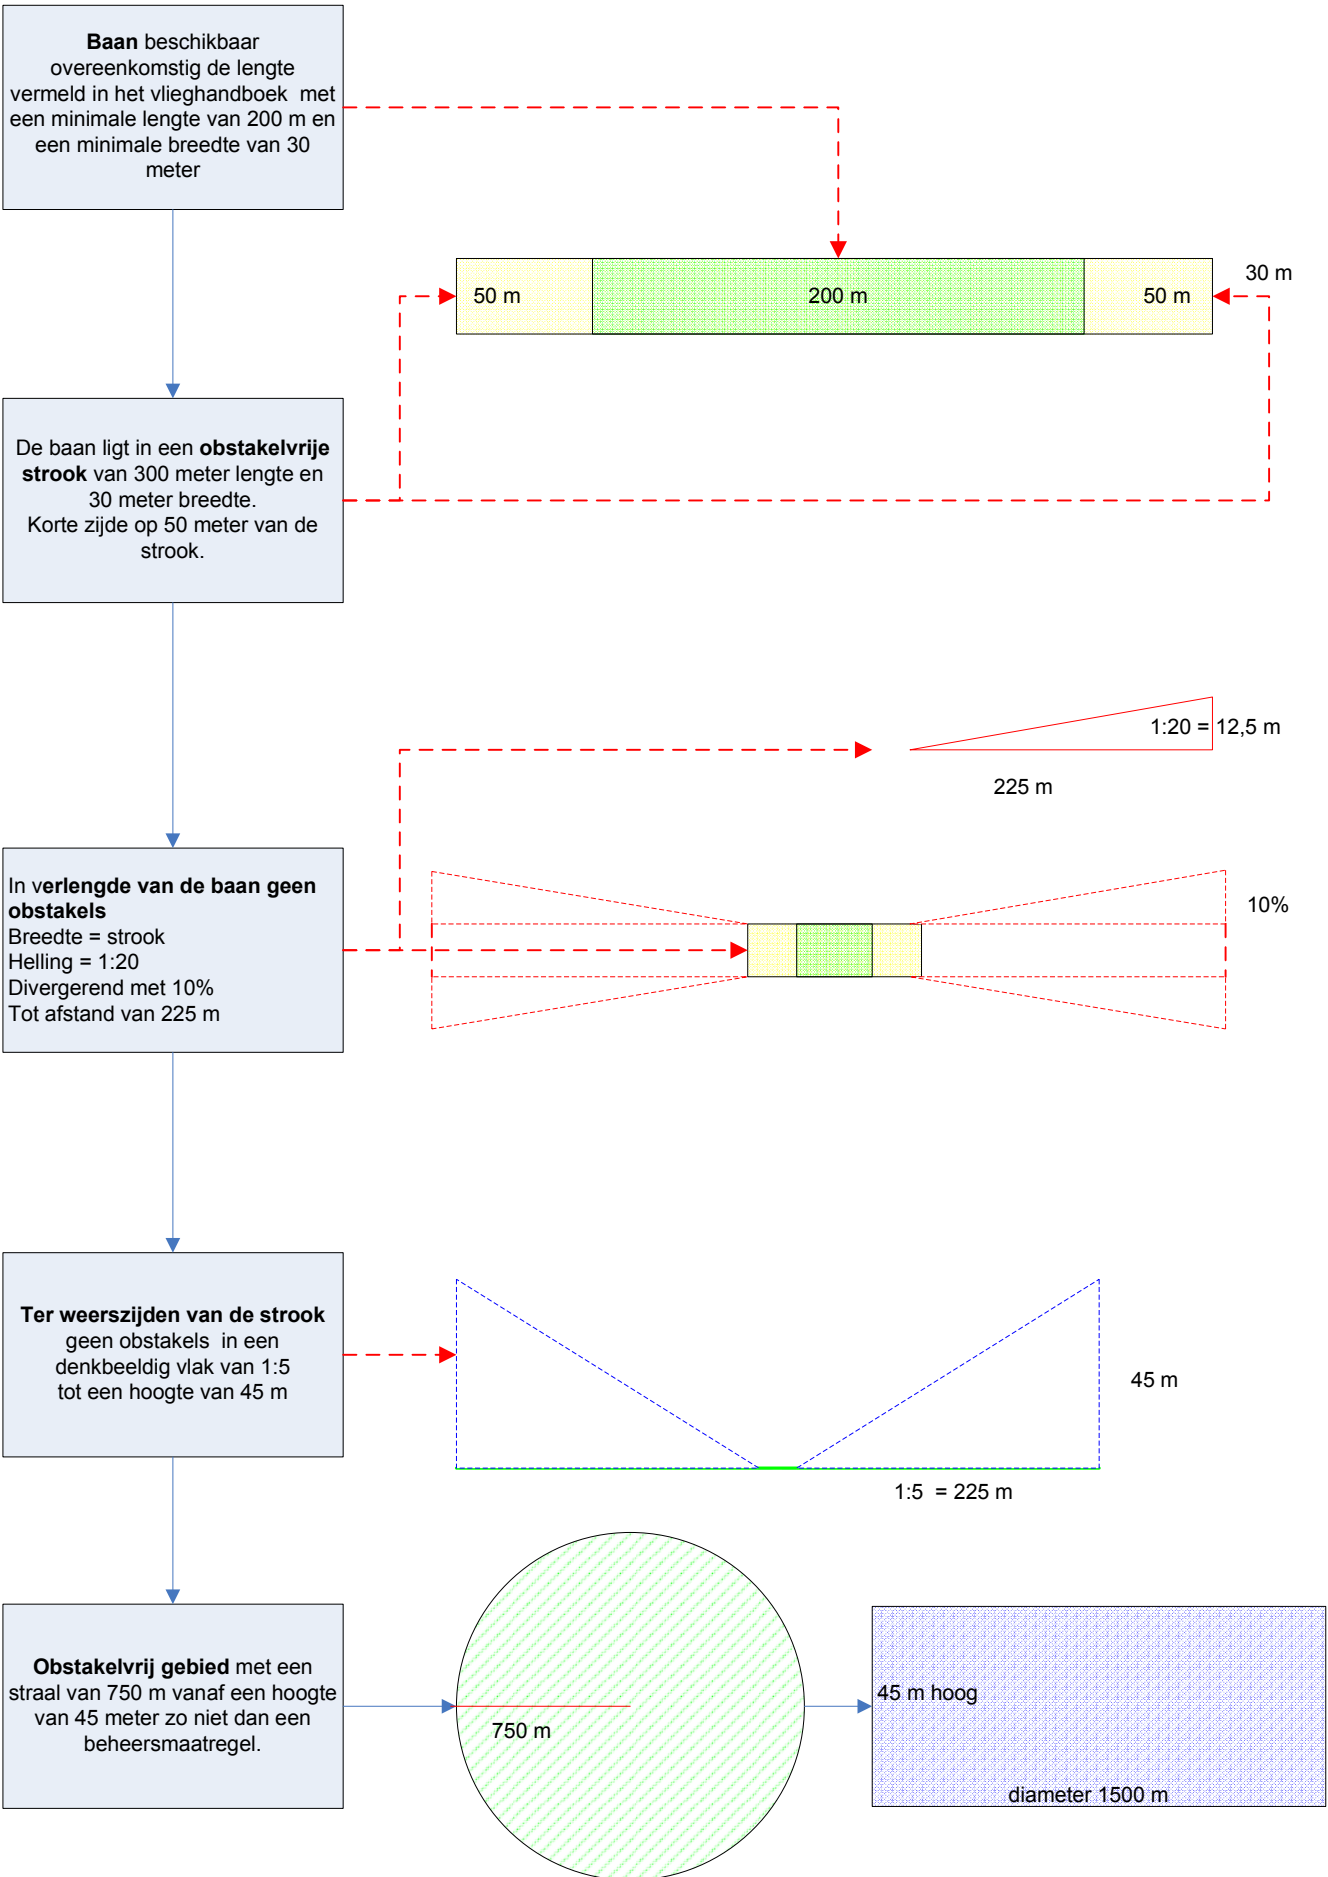 Baan beschikbaar
overeenkomstig de lengte
vermeld in het vlieghandboek met
een minimale lengte van 200 m en
een minimale breedte van 30
meter
50 m
200 m
50 m
30 m
De baan ligt in een obstakelvrije
strook van 300 meter lengte en
30 meter breedte.
Korte zijde op 50 meter van de
strook.
1:20 = 12,5 m
225 m
In verlengde van de baan geen
obstakels
Breedte = strook
Helling = 1:20
Divergerend met 10%
Tot afstand van 225 m
10%
Ter weerszijden van de strook
geen obstakels in een
denkbeeldig vlak van 1:5
tot een hoogte van 45 m
45 m
1:5 = 225 m
Obstakelvrij gebied met een
straal van 750 m vanaf een hoogte
van 45 meter zo niet dan een
beheersmaatregel.
750 m
45 m hoog
diameter 1500 m